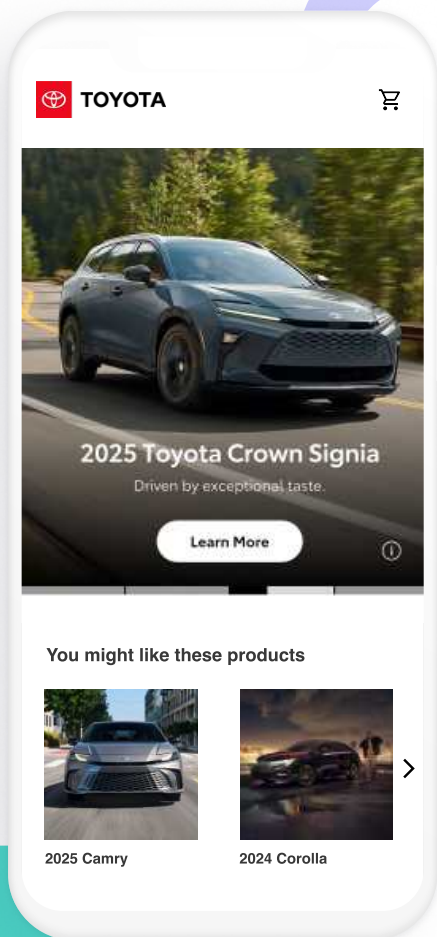 TOYOTA
2025 Toyota Crown Signia
Driven by exceptional taste.
Learn More
You might like these products
2025 Camry
2024 Corolla